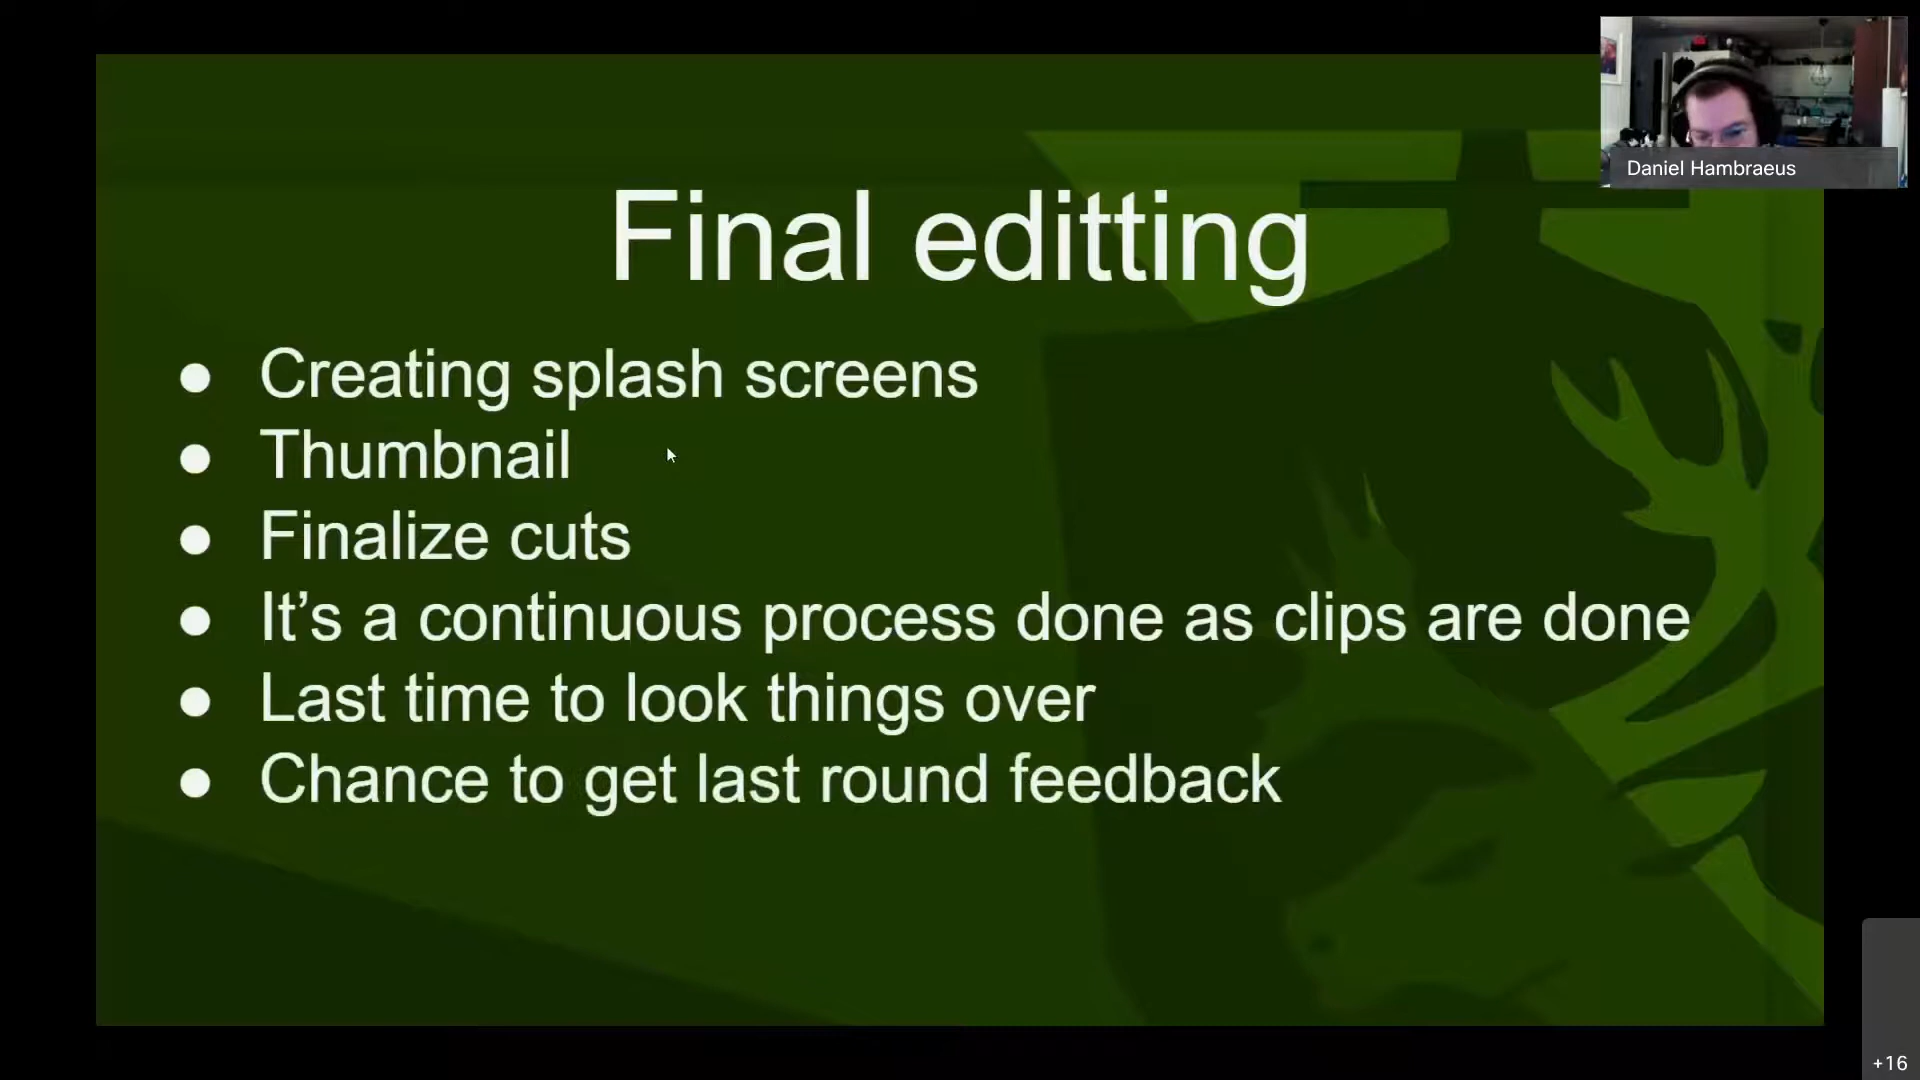 Daniel Hambraeus
Final editting
● Creating splash screens
● Thumbnail
● Finalize cuts
● It’s a continuous process done as clips are done
● Last time to look things over
● Chance to get last round feedback
+16